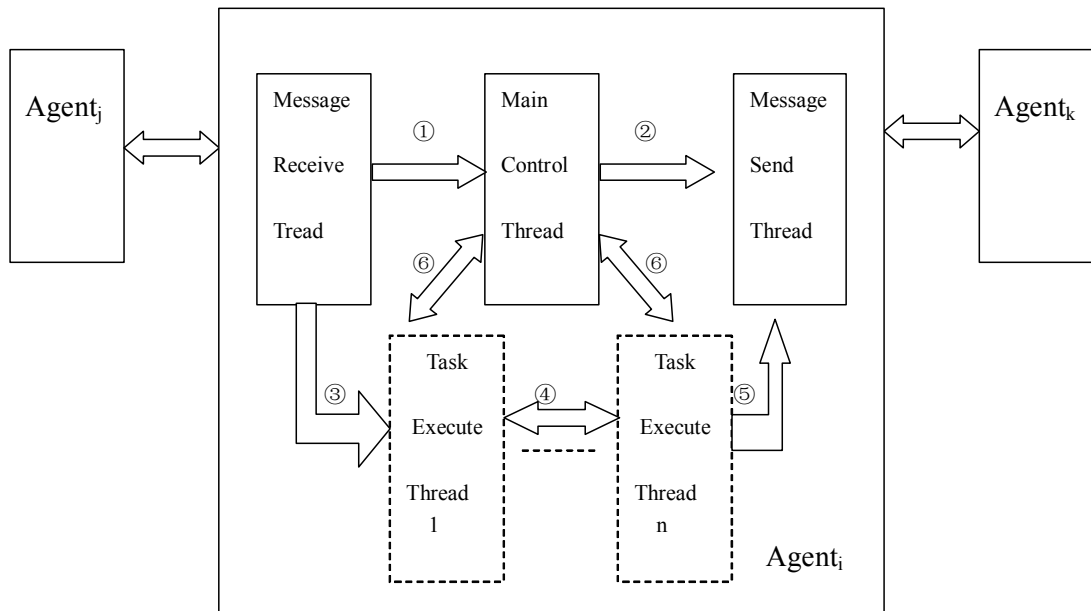 Agentj
Message
Receive
Tread
①
Main
Control
Thread
②
Message
Send
Thread
Agentk
⑥
⑥
③
Task
Execute
Thread
1
④
Task
Execute
Thread
n
⑤
Agenti